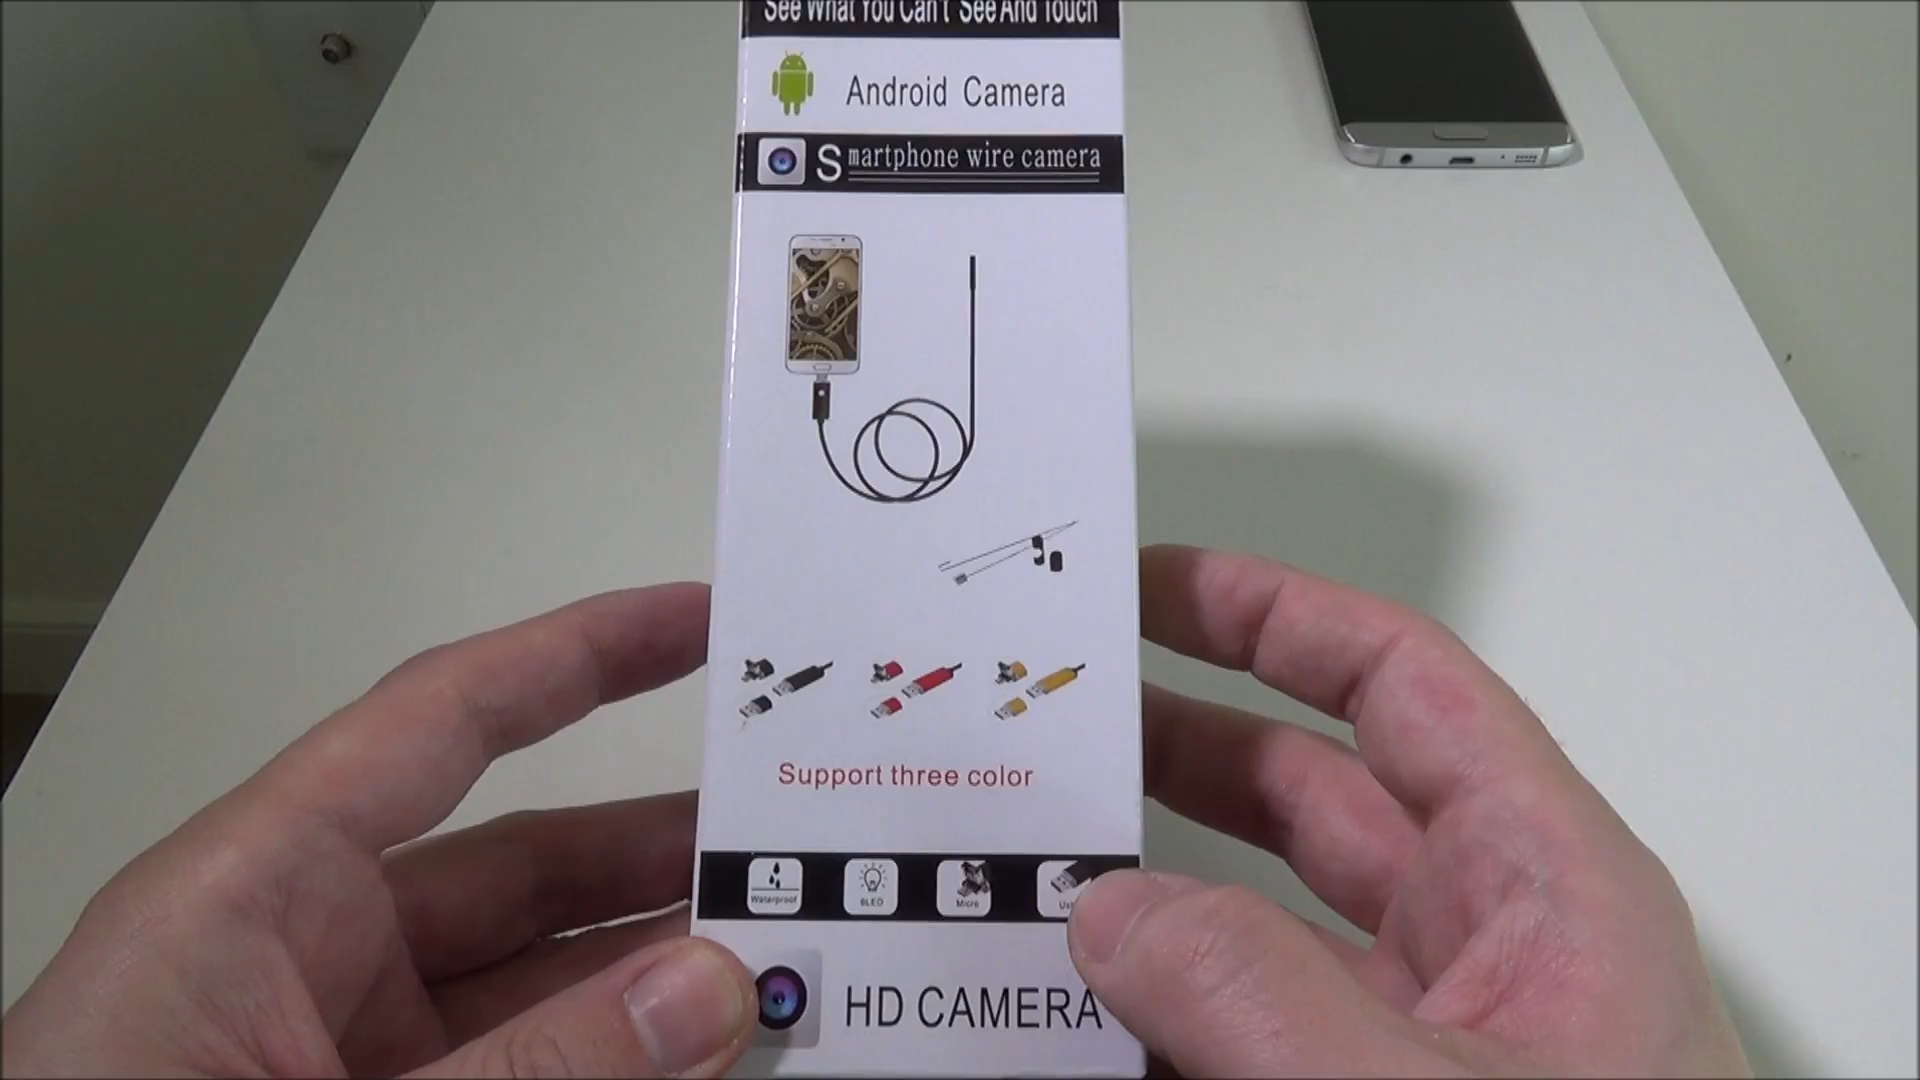 See What You Can't See And Touch
Android Camera
Smartphone wire camera
Support three color
Waterproof
6LED
Micro
HD CAMERA